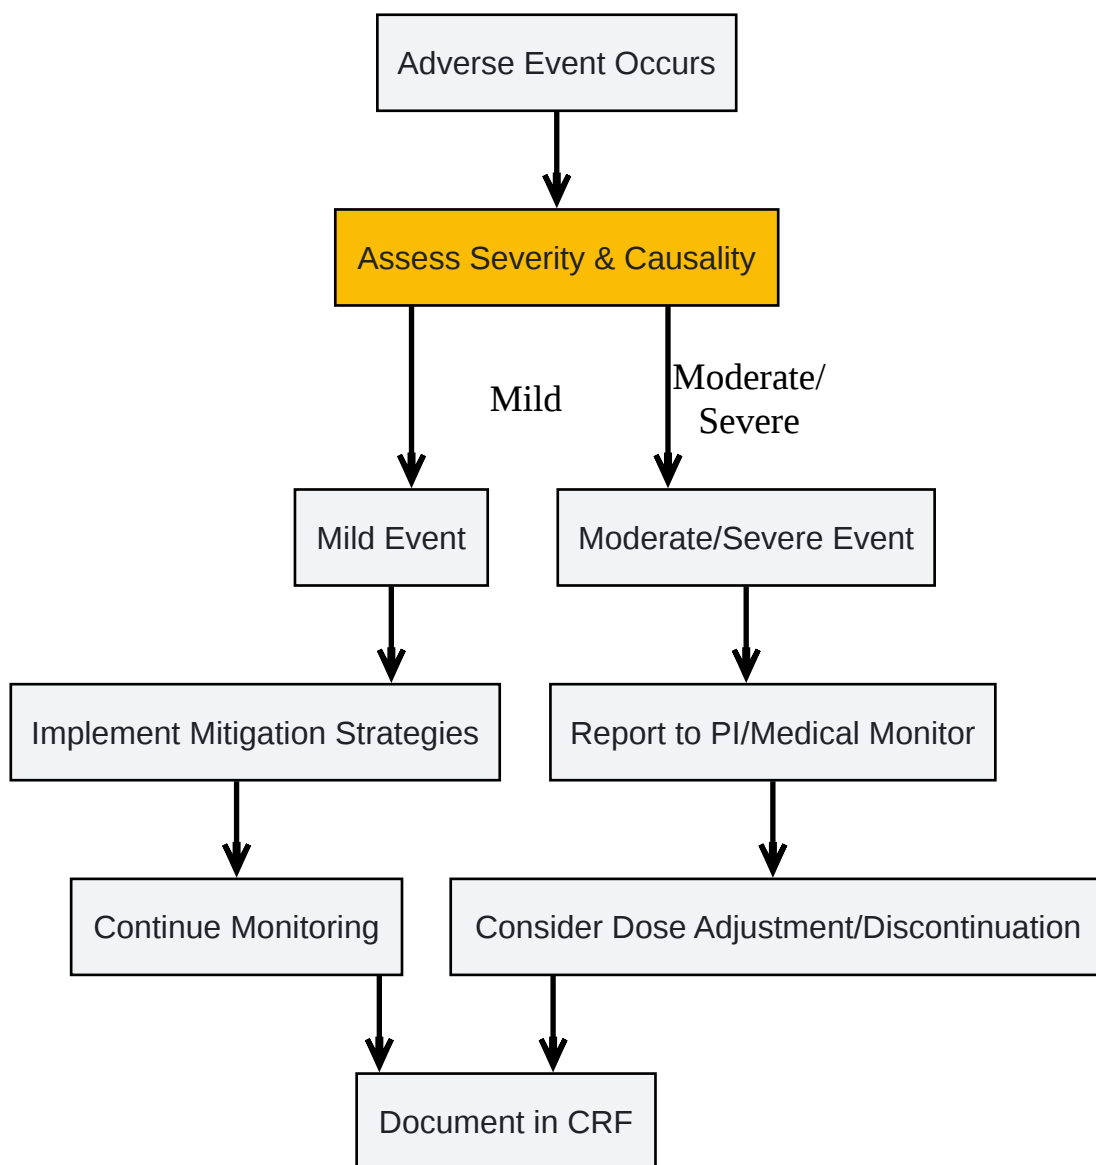 Adverse Event Occurs
Assess Severity & Causality
Mild
Moderate/
Severe
Mild Event
Moderate/Severe Event
Implement Mitigation Strategies
Report to PI/Medical Monitor
Continue Monitoring
Consider Dose Adjustment/Discontinuation
Document in CRF